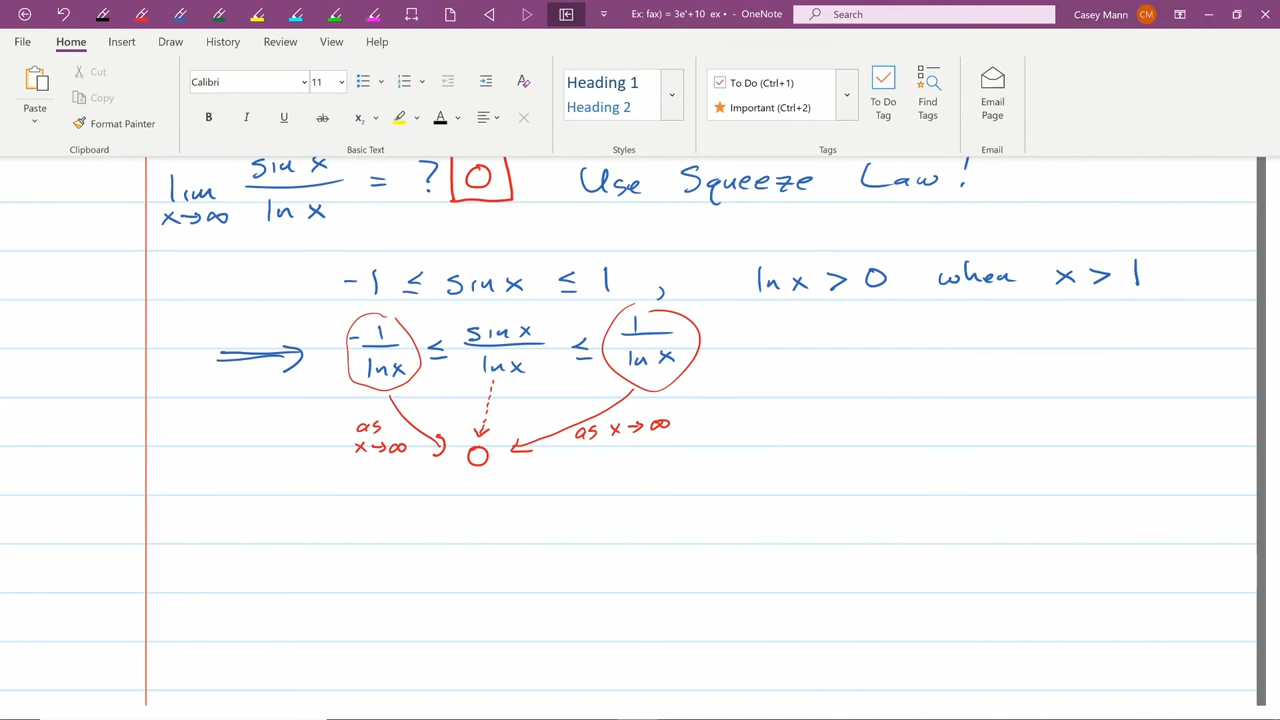 Ex: fax) = 3e'+10 ex • - OneNote
Search
Casey Mann CM
File Home Insert Draw History Review View Help
Paste
Cut
Copy
Format Painter
Clipboard
Calibri 11
B I U ab x₂ A
Basic Text
Heading 1
Heading 2
Styles
To Do (Ctrl+1)
Important (Ctrl+2)
To Do Tag
Find Tags
Tags
Email Page
Email
lim x→∞ sin x / ln x = ? 0 Use Squeeze Law!
-1 ≤ sin x ≤ 1, ln x > 0 when x > 1
⟹ -1/ln x ≤ sin x/ln x ≤ 1/ln x
as x→∞ 0 as x→∞